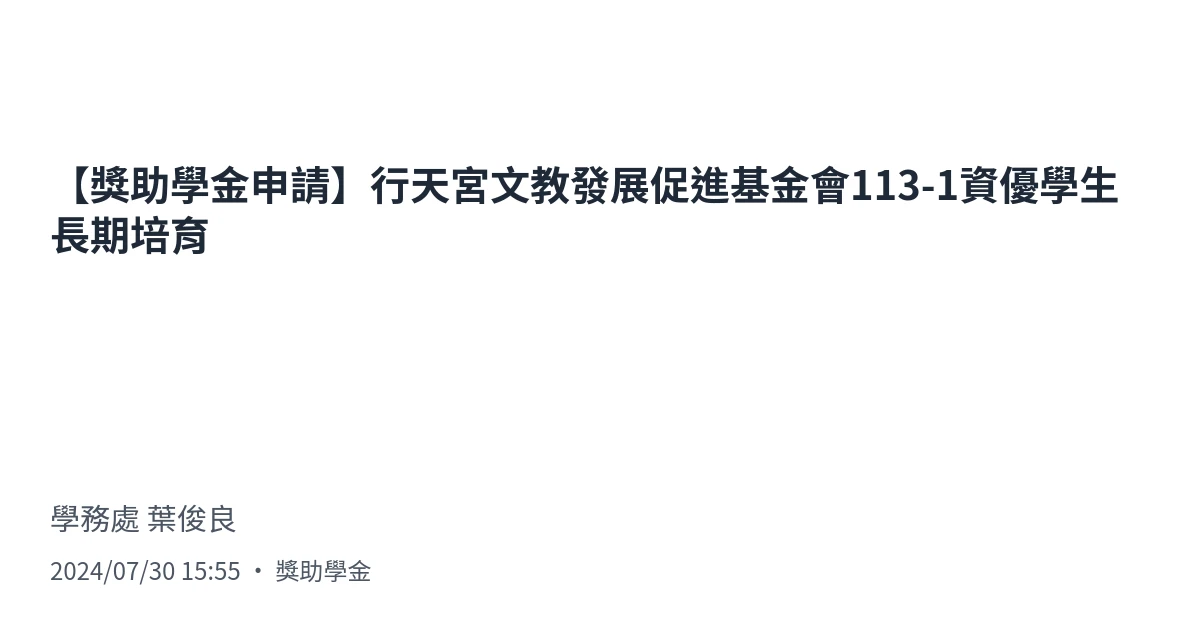 【獎助學金申請】行天宮文教發展促進基金會113-1資優學生
長期培育
學務處 葉俊良
2024/07/30 15:55 · 獎助學金